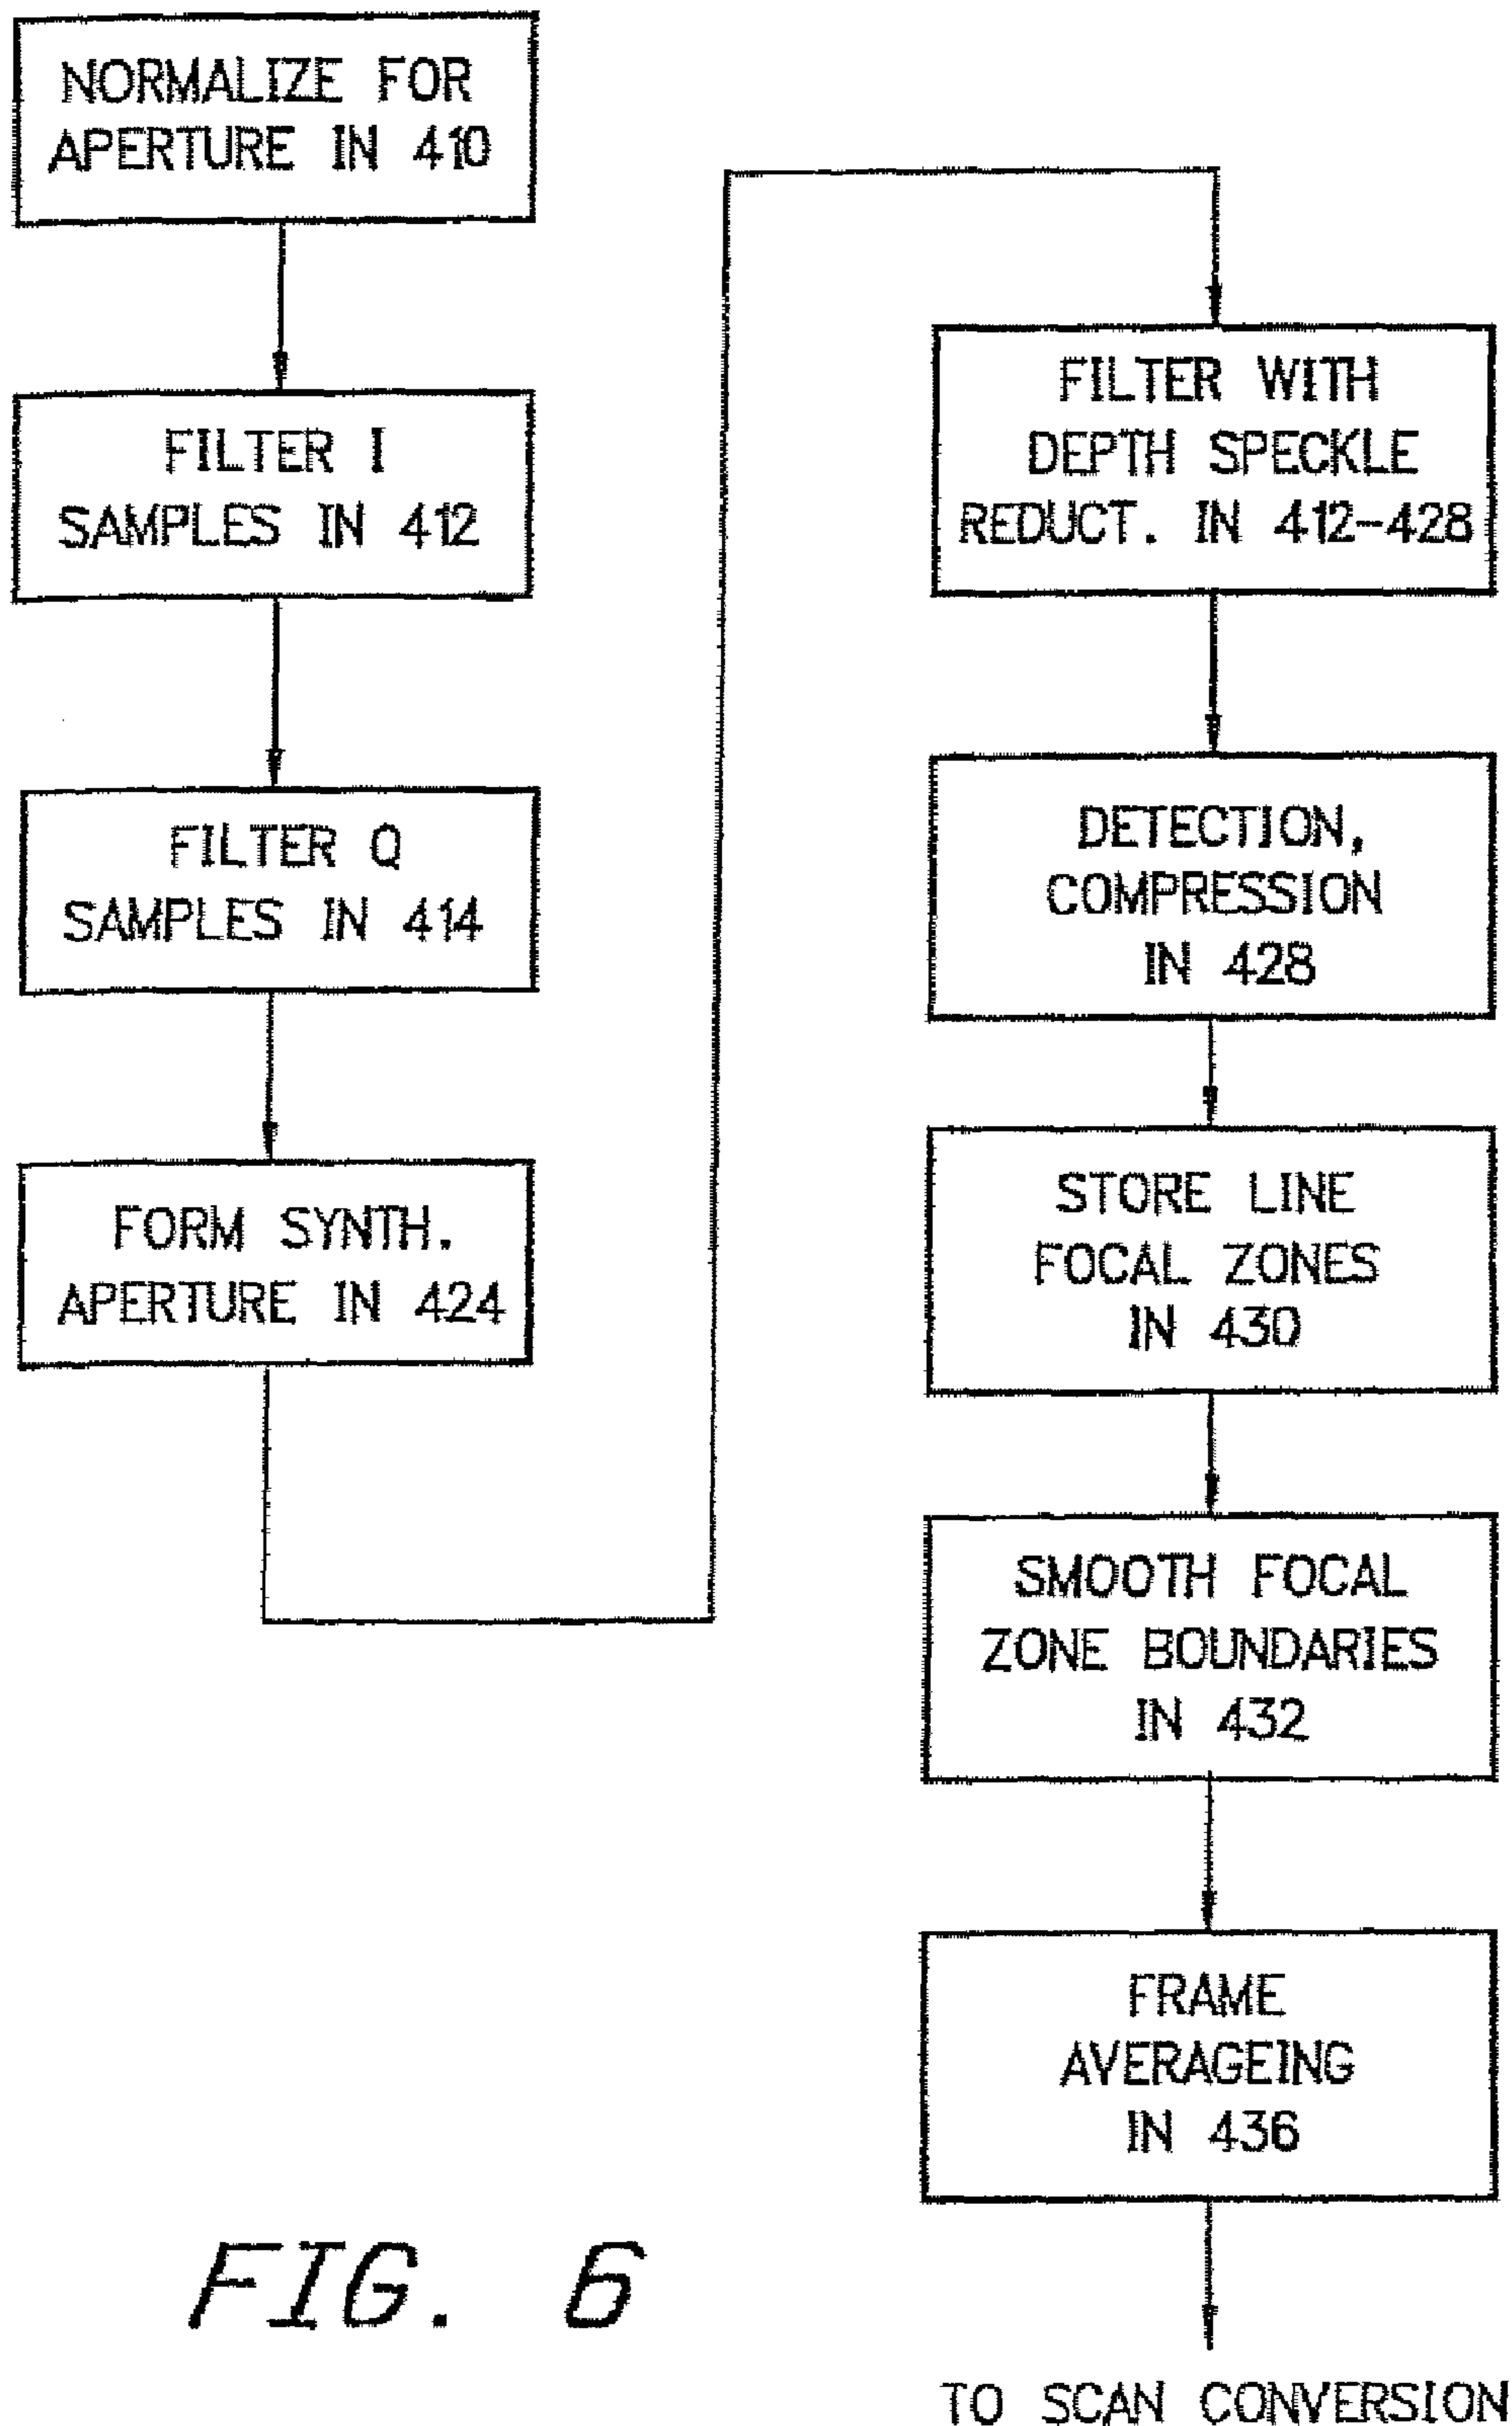 NORMALIZE FOR
APERTURE IN 410
FILTER I
SAMPLES IN 412
FILTER Q
SAMPLES IN 414
FORM SYNTH.
APERTURE IN 424
FILTER WITH
DEPTH SPECKLE
REDUCT. IN 412-428
DETECTION,
COMPRESSION
IN 428
STORE LINE
FOCAL ZONES
IN 430
SMOOTH FOCAL
ZONE BOUNDARIES
IN 432
FRAME
AVERAGEING
IN 436
TO SCAN CONVERSION
FIG. 6